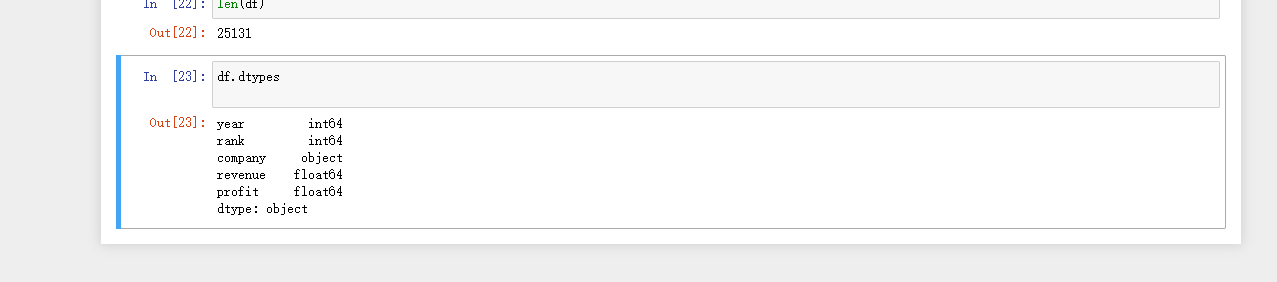 In [22]: len(df)
Out[22]: 25131
In [23]: df.dtypes
Out[23]: year         int64
rank         int64
company     object
revenue    float64
profit     float64
dtype: object